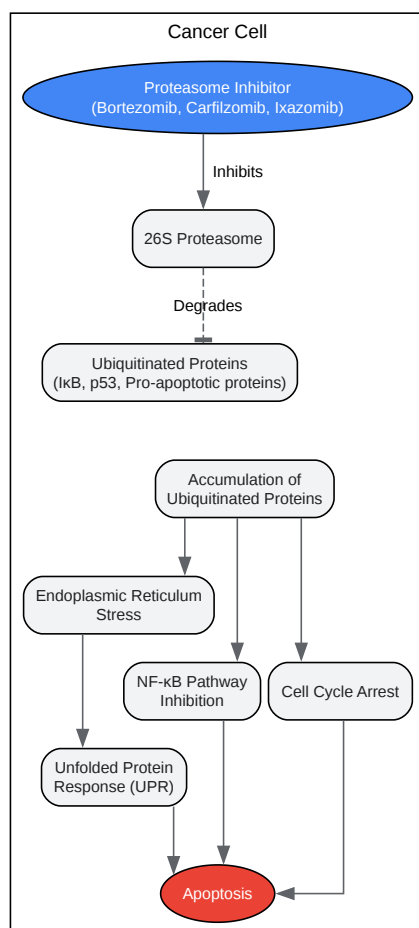 Cancer Cell
Proteasome Inhibitor
(Bortezomib, Carfilzomib, Ixazomib)
Inhibits
26S Proteasome
Degrades
Ubiquitinated Proteins
(IκB, p53, Pro-apoptotic proteins)
Accumulation of
Ubiquitinated Proteins
Endoplasmic Reticulum
Stress
NF-κB Pathway
Inhibition
Cell Cycle Arrest
Unfolded Protein
Response (UPR)
Apoptosis